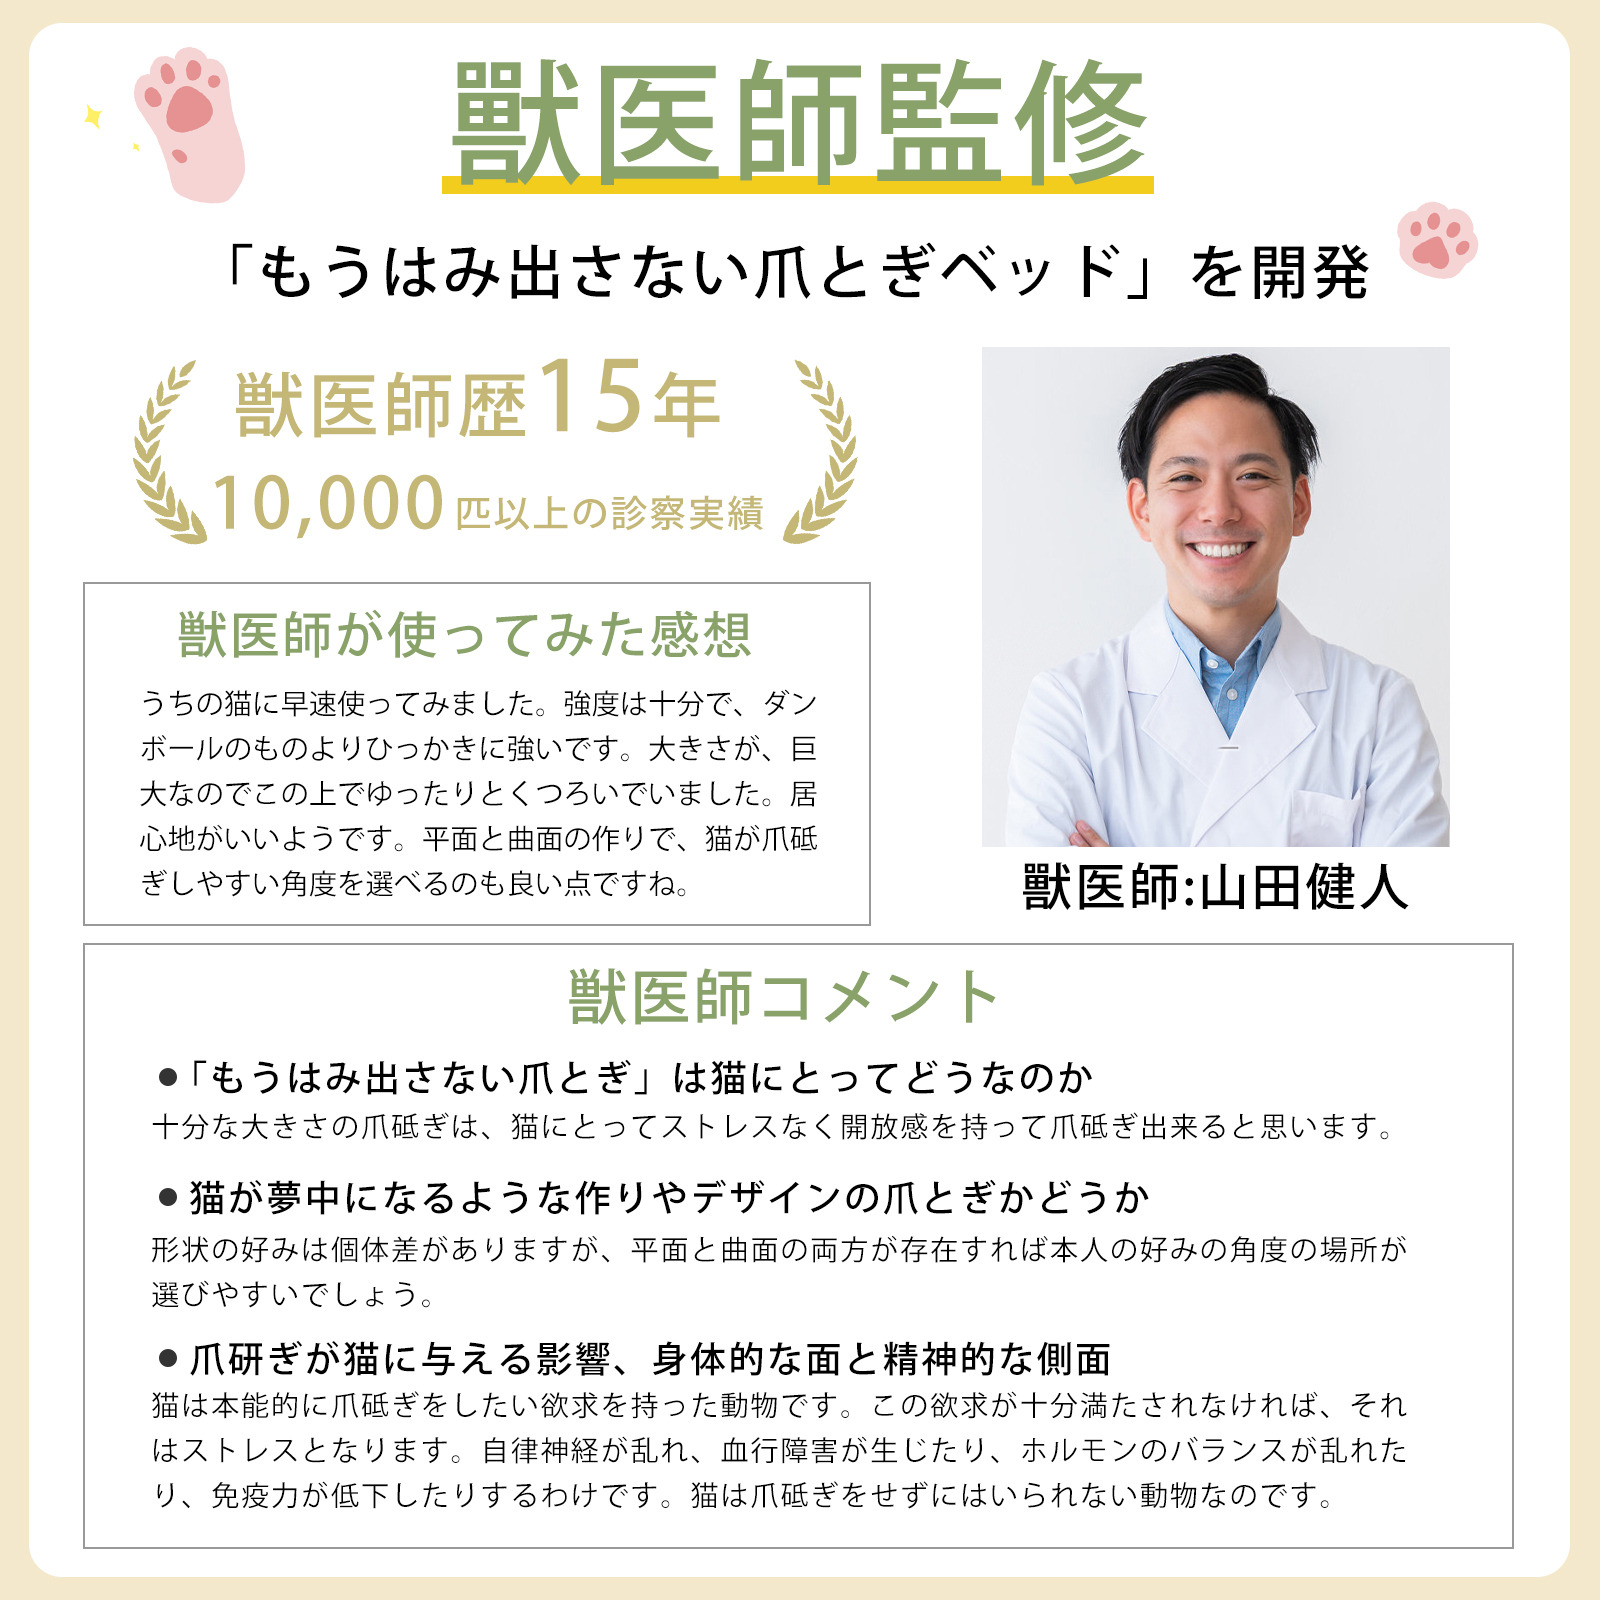 獸医師監修
「もうはみ出さない爪とぎベッド」を開発
獣医師歴15年
10,000匹以上の診察実績
獣医師が使ってみた感想
うちの猫に早速使ってみました。強度は十分で、ダン
ボールのものよりひっかきに強いです。大きさが、巨
大なのでこの上でゆったりとくつろいでいました。居
心地がいいようです。平面と曲面の作りで、猫が爪砥
ぎしやすい角度を選べるのも良い点ですね。
獸医師:山田健人
獣医師コメント
●「もうはみ出さない爪とぎ」は猫にとってどうなのか
十分な大きさの爪砥ぎは、猫にとってストレスなく開放感を持って爪砥ぎ出来ると思います。
●猫が夢中になるような作りやデザインの爪とぎかどうか
形状の好みは個体差がありますが、平面と曲面の両方が存在すれば本人の好みの角度の場所が
選びやすいでしょう。
●爪研ぎが猫に与える影響、身体的な面と精神的な側面
猫は本能的に爪砥ぎをしたい欲求を持った動物です。この欲求が十分満たされなければ、それ
はストレスとなります。自律神経が乱れ、血行障害が生じたり、ホルモンのバランスが乱れた
り、免疫力が低下したりするわけです。猫は爪砥ぎをせずにはいられない動物なのです。